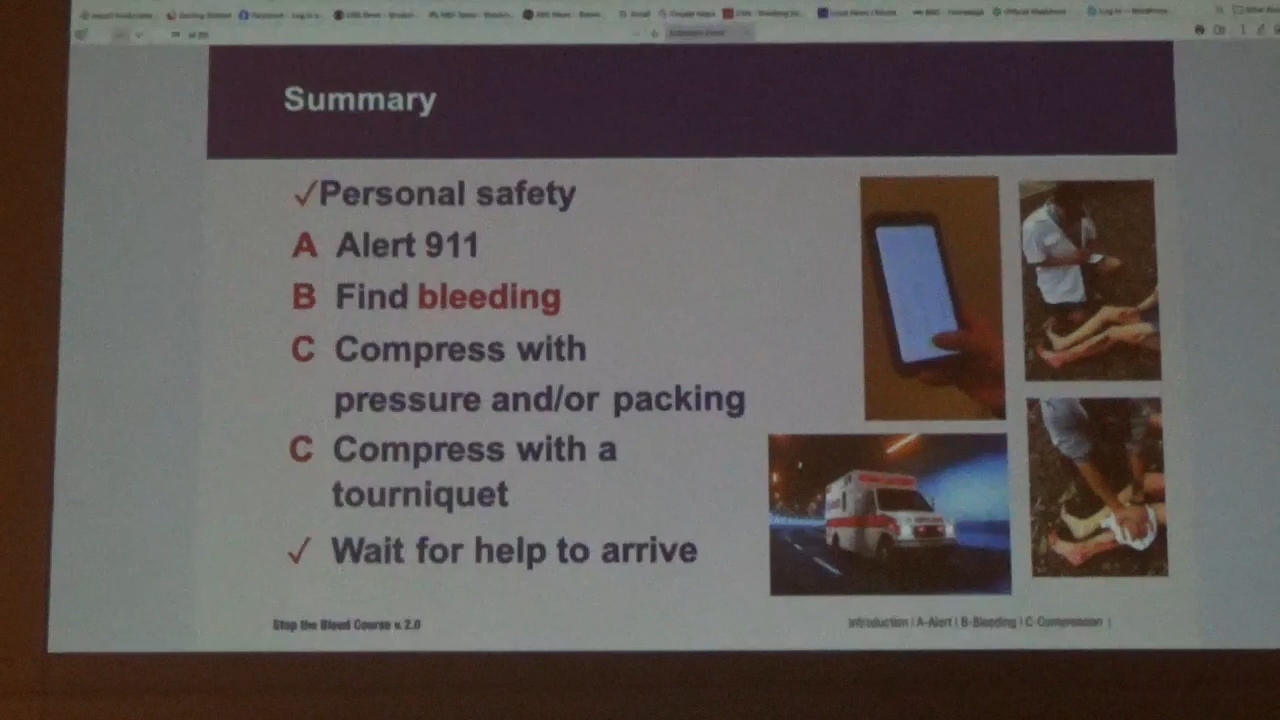 Summary
✓Personal safety
A Alert 911
B Find bleeding
C Compress with
pressure and/or packing
C Compress with a
tourniquet
✓ Wait for help to arrive
Stop the Bleed Course v. 2.0
Introduction | A-Alert | B-Bleeding | C-Compression |